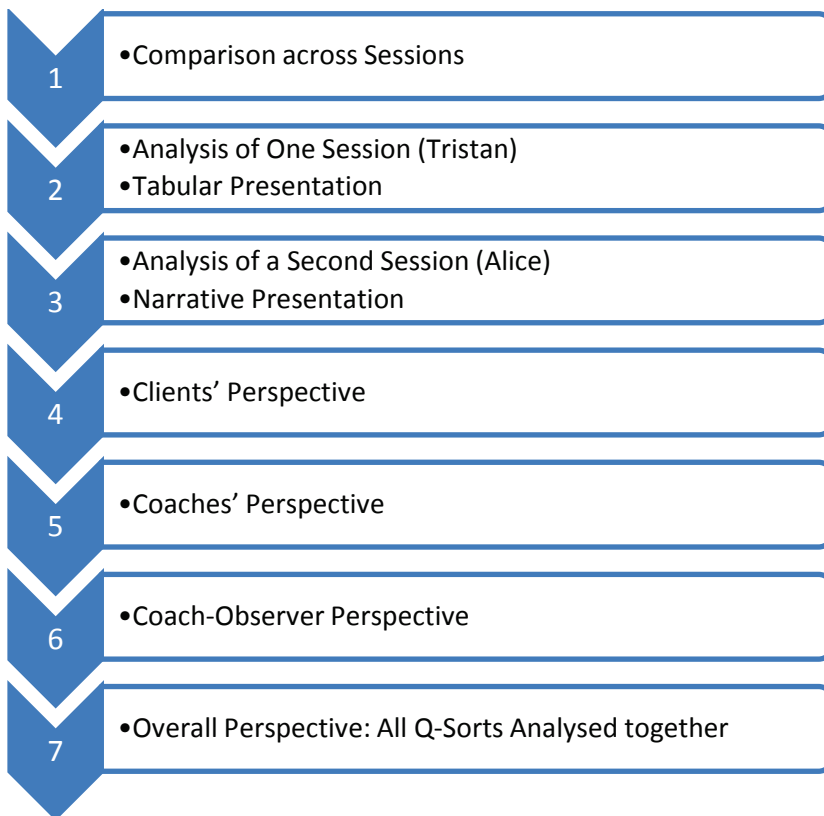 1
•Comparison across Sessions
2
•Analysis of One Session (Tristan)
•Tabular Presentation
3
•Analysis of a Second Session (Alice)
•Narrative Presentation
4
•Clients’ Perspective
5
•Coaches’ Perspective
6
•Coach-Observer Perspective
7
•Overall Perspective: All Q-Sorts Analysed together